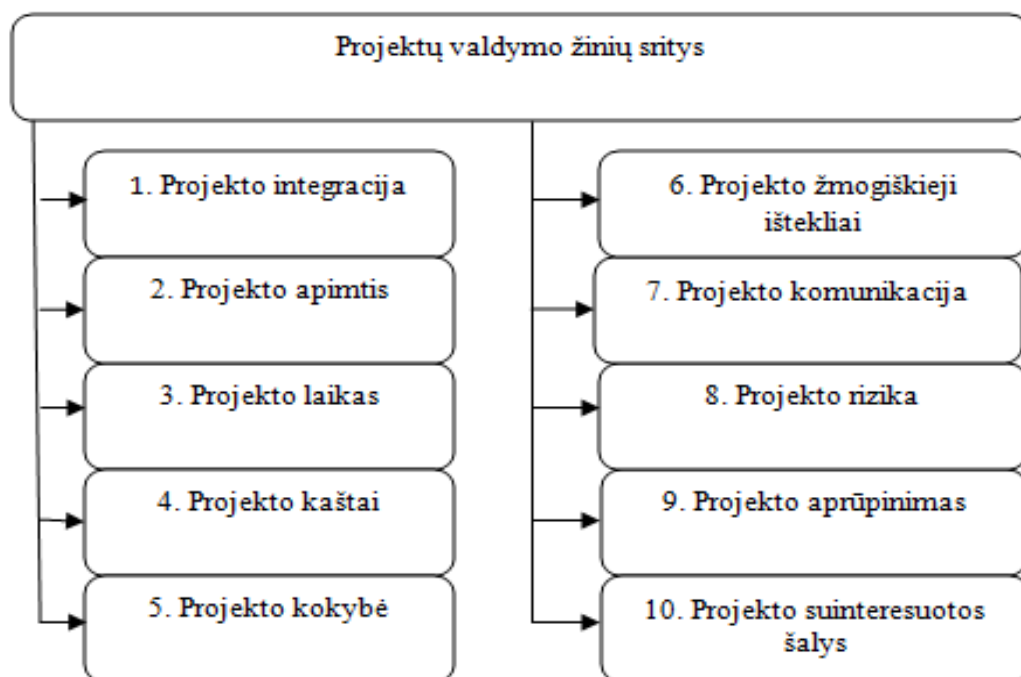 Projektų valdymo žinių sritys
1. Projekto integracija
2. Projekto apimtis
3. Projekto laikas
4. Projekto kaštai
5. Projekto kokybė
6. Projekto žmogiškieji
ištekliai
7. Projekto komunikacija
8. Projekto rizika
9. Projekto aprūpinimas
10. Projekto suinteresuotos
šalys